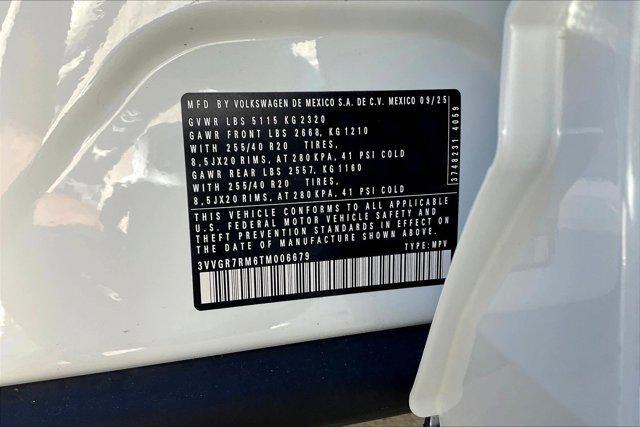 MFD BY VOLKSWAGEN DE MEXICO S.A. DE C.V. MEXICO 09/25
GVWR LBS 5115 KG 2320
GAWR FRONT LBS 2668, KG 1210
WITH 255/40 R20 TIRES,
8,5JX20 RIMS, AT 280 KPA, 41 PSI COLD
GAWR REAR LBS 2557, KG 1160
WITH 255/40 R20 TIRES,
8,5JX20 RIMS, AT 280 KPA, 41 PSI COLD
THIS VEHICLE CONFORMS TO ALL APPLICABLE
U.S. FEDERAL MOTOR VEHICLE SAFETY AND
THEFT PREVENTION STANDARDS IN EFFECT ON
THE DATE OF MANUFACTURE SHOWN ABOVE.
3VVGR7RM6TM006679 TYPE: MPV
3748231 4059